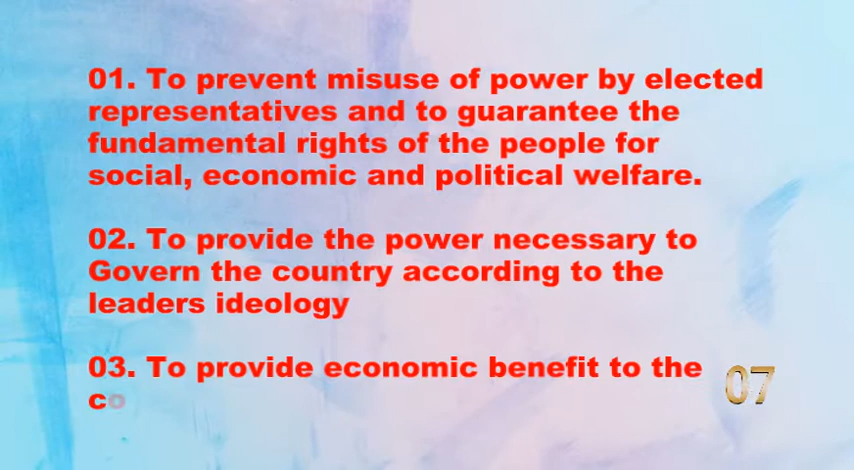 01. To prevent misuse of power by elected
representatives and to guarantee the
fundamental rights of the people for
social, economic and political welfare.
02. To provide the power necessary to
Govern the country according to the
leaders ideology
03. To provide economic benefit to the
co
07